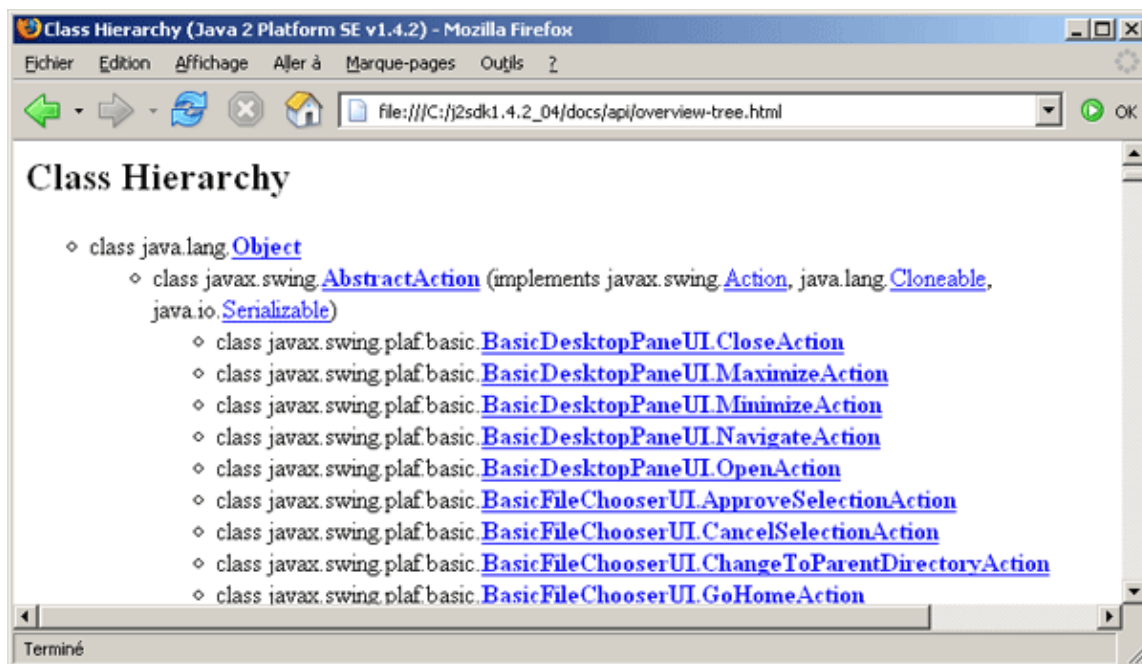 Class Hierarchy (Java 2 Platform SE v1.4.2) - Mozilla Firefox
Fichier Edition Affichage Aller à Marque-pages Outils ?
file:///C:/j2sdk1.4.2_04/docs/api/overview-tree.html OK
Class Hierarchy
class java.lang.Object
class javax.swing.AbstractAction (implements javax.swing.Action, java.lang.Cloneable,
java.io.Serializable)
class javax.swing.plaf.basic.BasicDesktopPaneUI.CloseAction
class javax.swing.plaf.basic.BasicDesktopPaneUI.MaximizeAction
class javax.swing.plaf.basic.BasicDesktopPaneUI.MinimizeAction
class javax.swing.plaf.basic.BasicDesktopPaneUI.NavigateAction
class javax.swing.plaf.basic.BasicDesktopPaneUI.OpenAction
class javax.swing.plaf.basic.BasicFileChooserUI.ApproveSelectionAction
class javax.swing.plaf.basic.BasicFileChooserUI.CancelSelectionAction
class javax.swing.plaf.basic.BasicFileChooserUI.ChangeToParentDirectoryAction
class javax.swing.plaf.basic.BasicFileChooserUI.GoHomeAction
Terminé